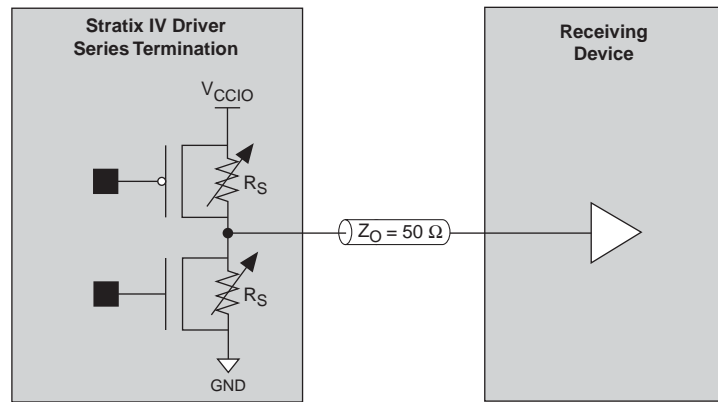 Stratix IV Driver
Series Termination
Receiving
Device
VCCIO
RS
ZO = 50 Ω
RS
GND